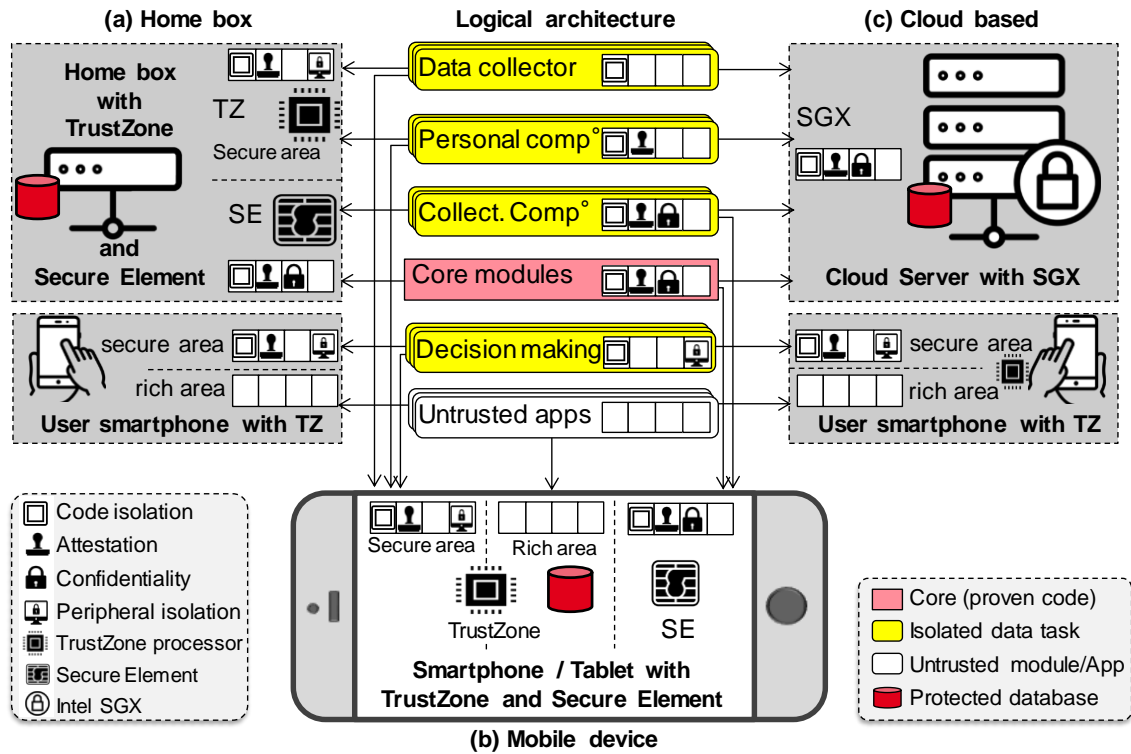 (a) Home box
Logical architecture
(c) Cloud based
Home box
with
TrustZone
TZ
Secure area
SE
and
Secure Element
Data collector
Personal comp°
Collect. Comp°
Core modules
Decision making
Untrusted apps
SGX
Cloud Server with SGX
secure area
rich area
User smartphone with TZ
secure area
rich area
User smartphone with TZ
Code isolation
Attestation
Confidentiality
Peripheral isolation
TrustZone processor
Secure Element
Intel SGX
Secure area
Rich area
TrustZone
SE
Smartphone / Tablet with
TrustZone and Secure Element
Core (proven code)
Isolated data task
Untrusted module/App
Protected database
(b) Mobile device